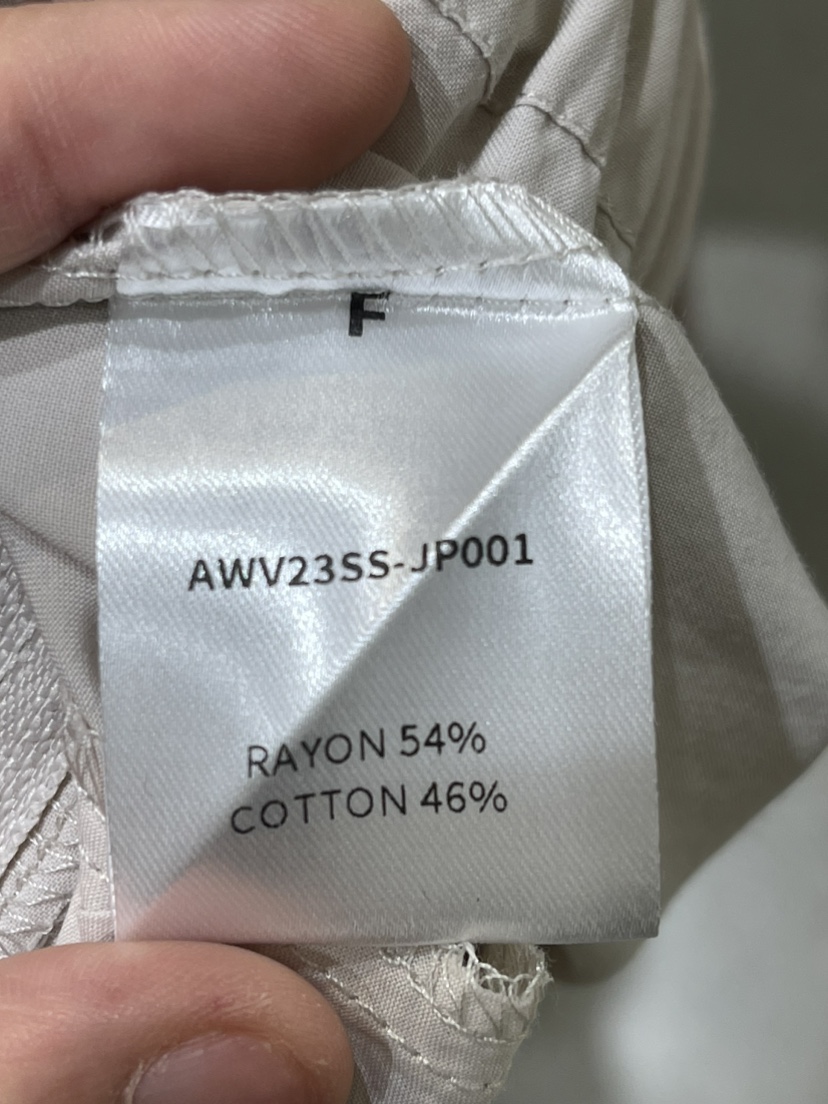 F
AWV23SS-JP001
RAYON 54%
COTTON 46%